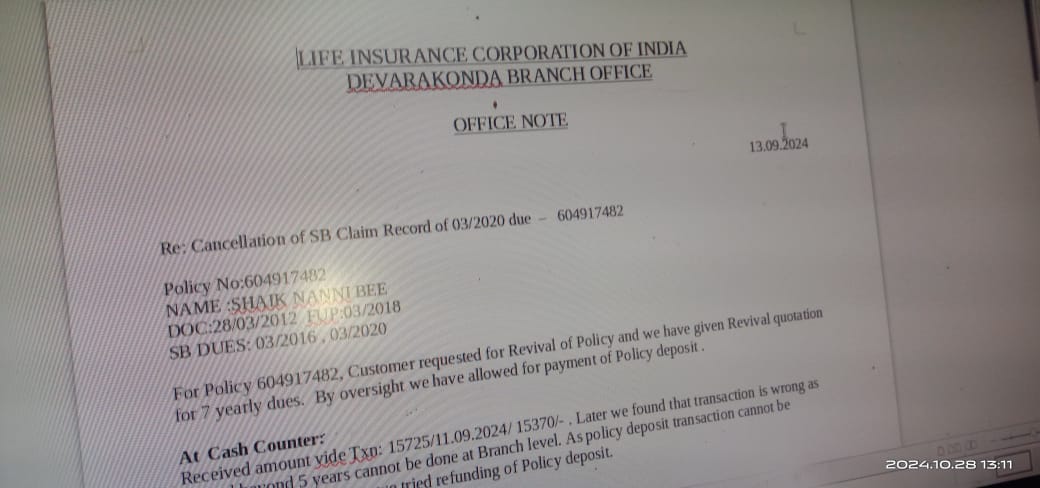 LIFE INSURANCE CORPORATION OF INDIA
DEVARAKONDA BRANCH OFFICE
OFFICE NOTE
13.09.2024
Re: Cancellation of SB Claim Record of 03/2020 due – 604917482
Policy No:604917482
NAME :SHAIK NANNI BEE
DOC:28/03/2012 FUP:03/2018
SB DUES: 03/2016 , 03/2020
For Policy 604917482, Customer requested for Revival of Policy and we have given Revival quotation
for 7 yearly dues. By oversight we have allowed for payment of Policy deposit .
At Cash Counter:
Received amount vide Txn: 15725/11.09.2024/ 15370/- . Later we found that transaction is wrong as
5 years cannot be done at Branch level. As policy deposit transaction cannot be
tried refunding of Policy deposit.
2024.10.28 13:11